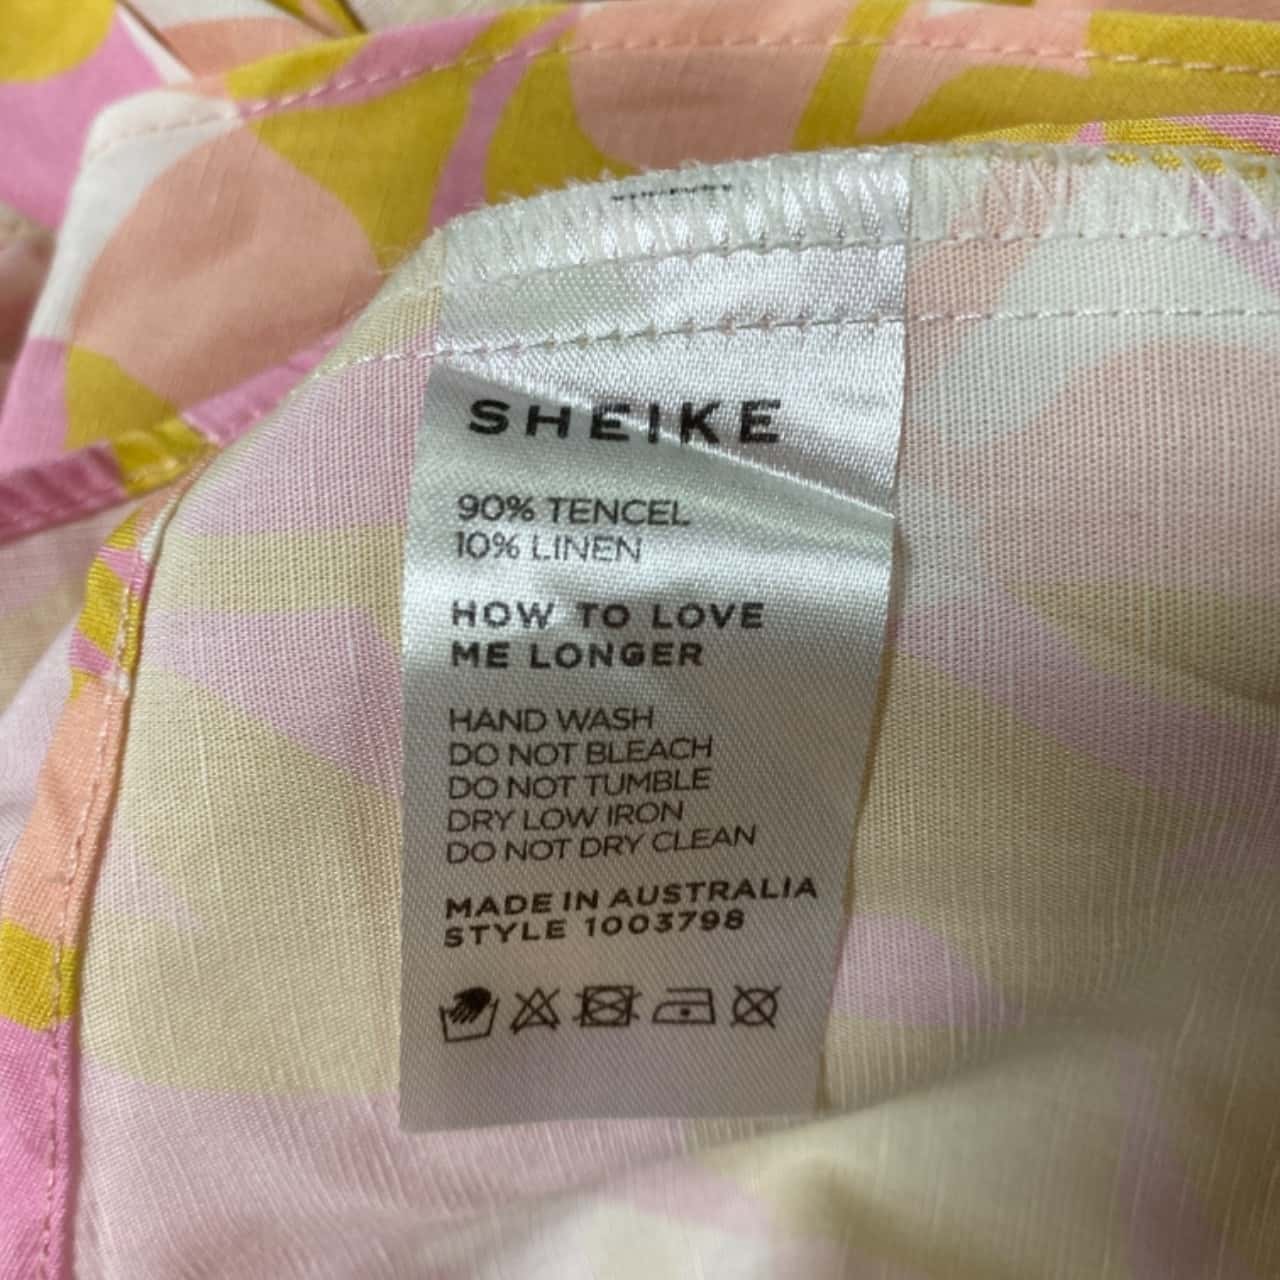 SHEIKE
90% TENCEL
10% LINEN
HOW TO LOVE
ME LONGER
HAND WASH
DO NOT BLEACH
DO NOT TUMBLE
DRY LOW IRON
DO NOT DRY CLEAN
MADE IN AUSTRALIA
STYLE 1003798